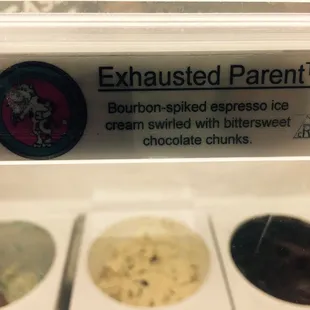 Exhausted Parent
Bourbon-spiked espresso ice
cream swirled with bittersweet
chocolate chunks.